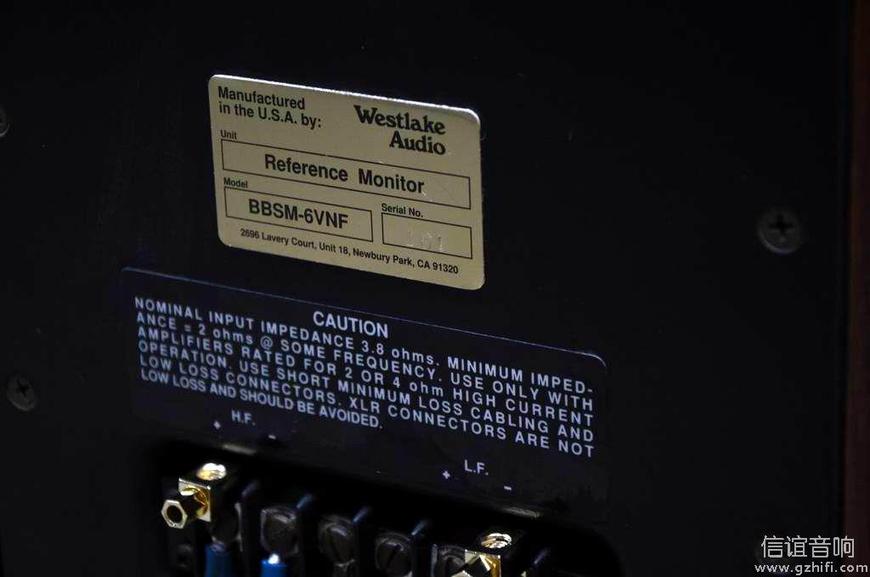 Manufactured
in the U.S.A. by:
Westlake
Audio
Unit
Reference Monitor
Model
BBSM-6VNF
Serial No.
2696 Lavery Court, Unit 18, Newbury Park, CA 91320
CAUTION
NOMINAL INPUT IMPEDANCE 3.8 ohms. MINIMUM IMPED-
ANCE = 2 ohms @ SOME FREQUENCY. USE ONLY WITH
AMPLIFIERS RATED FOR 2 OR 4 ohm HIGH CURRENT
OPERATION. USE SHORT MINIMUM LOSS CABLING AND
LOW LOSS CONNECTORS. XLR CONNECTORS ARE NOT
LOW LOSS AND SHOULD BE AVOIDED.
H.F.
+ -
L.F.
+ -
信谊音响
www.gzhifi.com